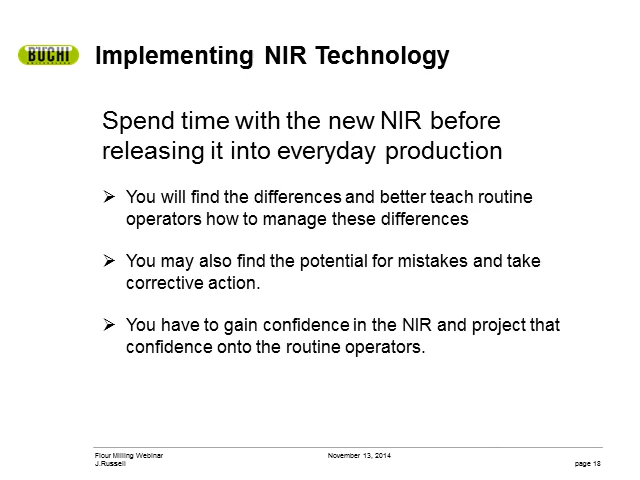 BÜCHI
Implementing NIR Technology
Spend time with the new NIR before
releasing it into everyday production
You will find the differences and better teach routine
operators how to manage these differences
You may also find the potential for mistakes and take
corrective action.
You have to gain confidence in the NIR and project that
confidence onto the routine operators.
Flour Milling Webinar
November 13, 2014
J.Russell
page 18